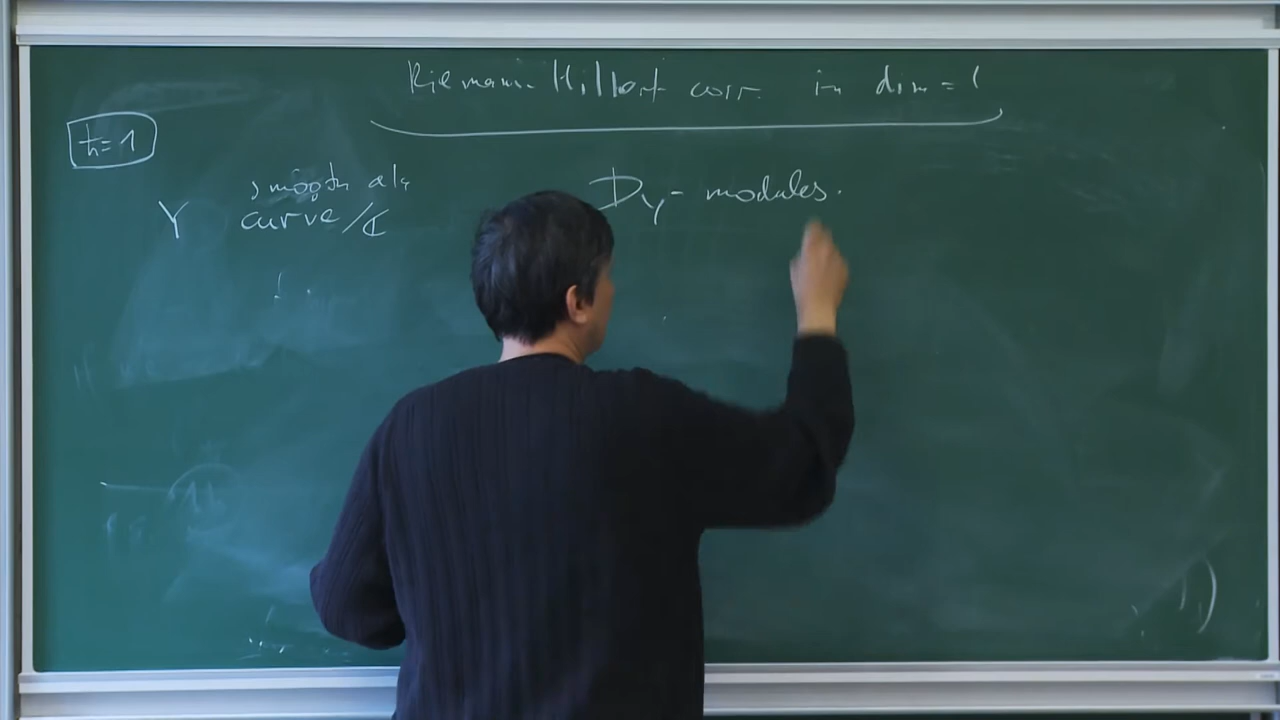 Riemann-Hilbert corr. in dim = 1
ℏ=1
smooth alg
Y curve/ℂ
D_Y - modules.